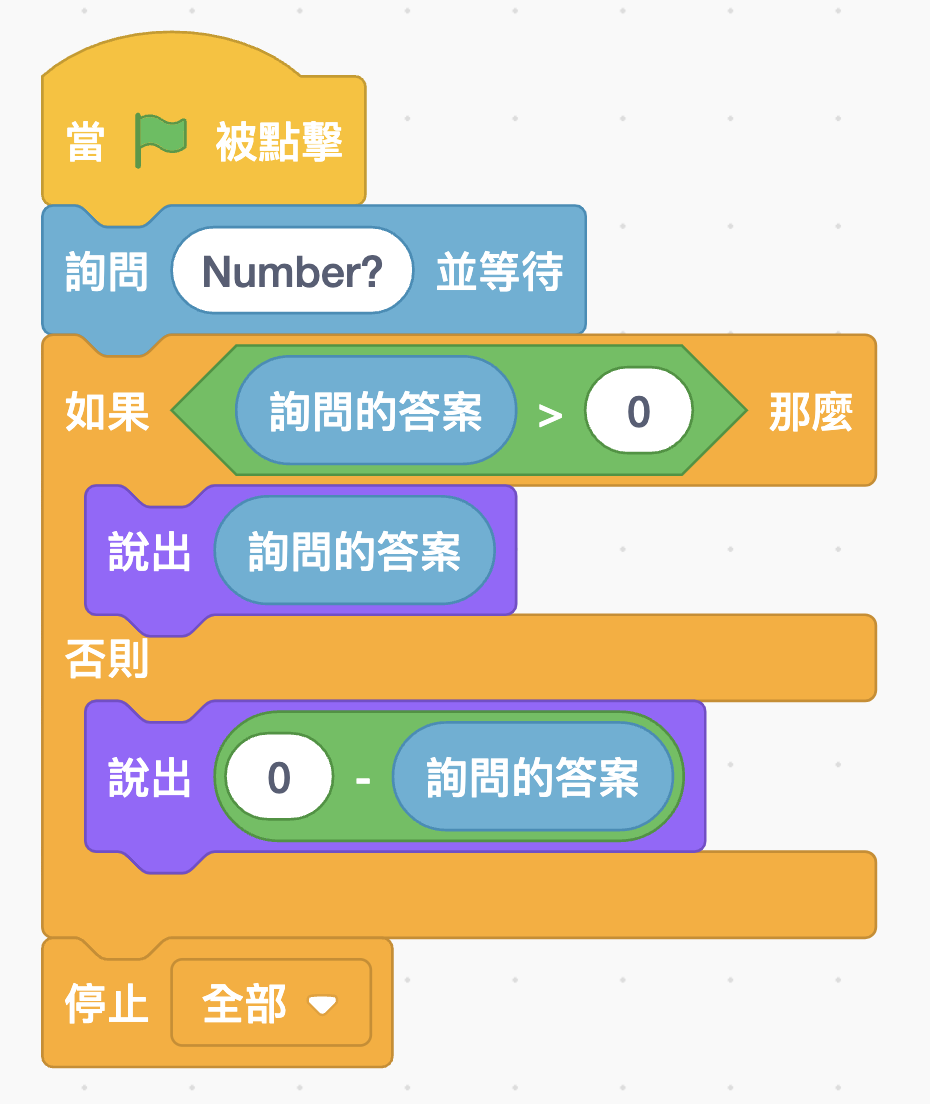 當 被點擊
詢問 Number? 並等待
如果 詢問的答案 > 0 那麼
說出 詢問的答案
否則
說出 0 - 詢問的答案
停止 全部